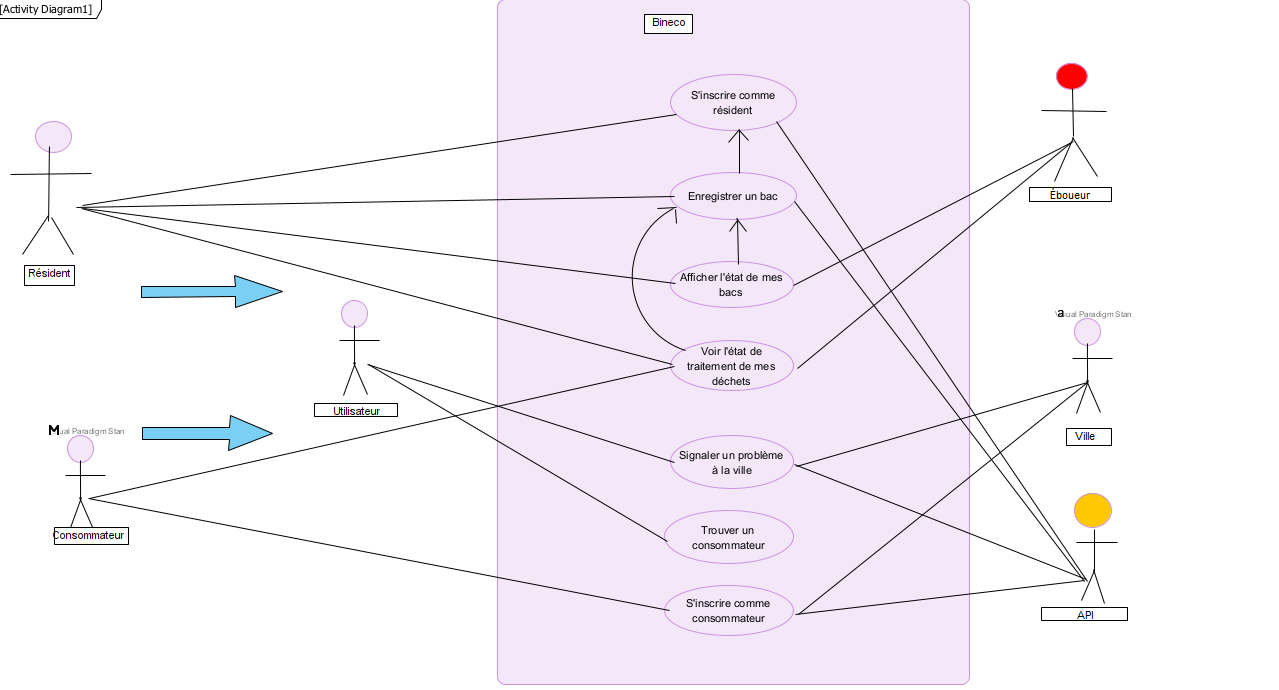 [Activity Diagram1]
Bineco
S'inscrire comme
résident
Enregistrer un bac
Résident
Éboueur
Afficher l'état de mes
bacs
a
sual Paradigm Stan
Voir l'état de
traitement de mes
déchets
Utilisateur
M
ual Paradigm Stan
Ville
Signaler un problème
à la ville
Consommateur
Trouver un
consommateur
S'inscrire comme
consommateur
API